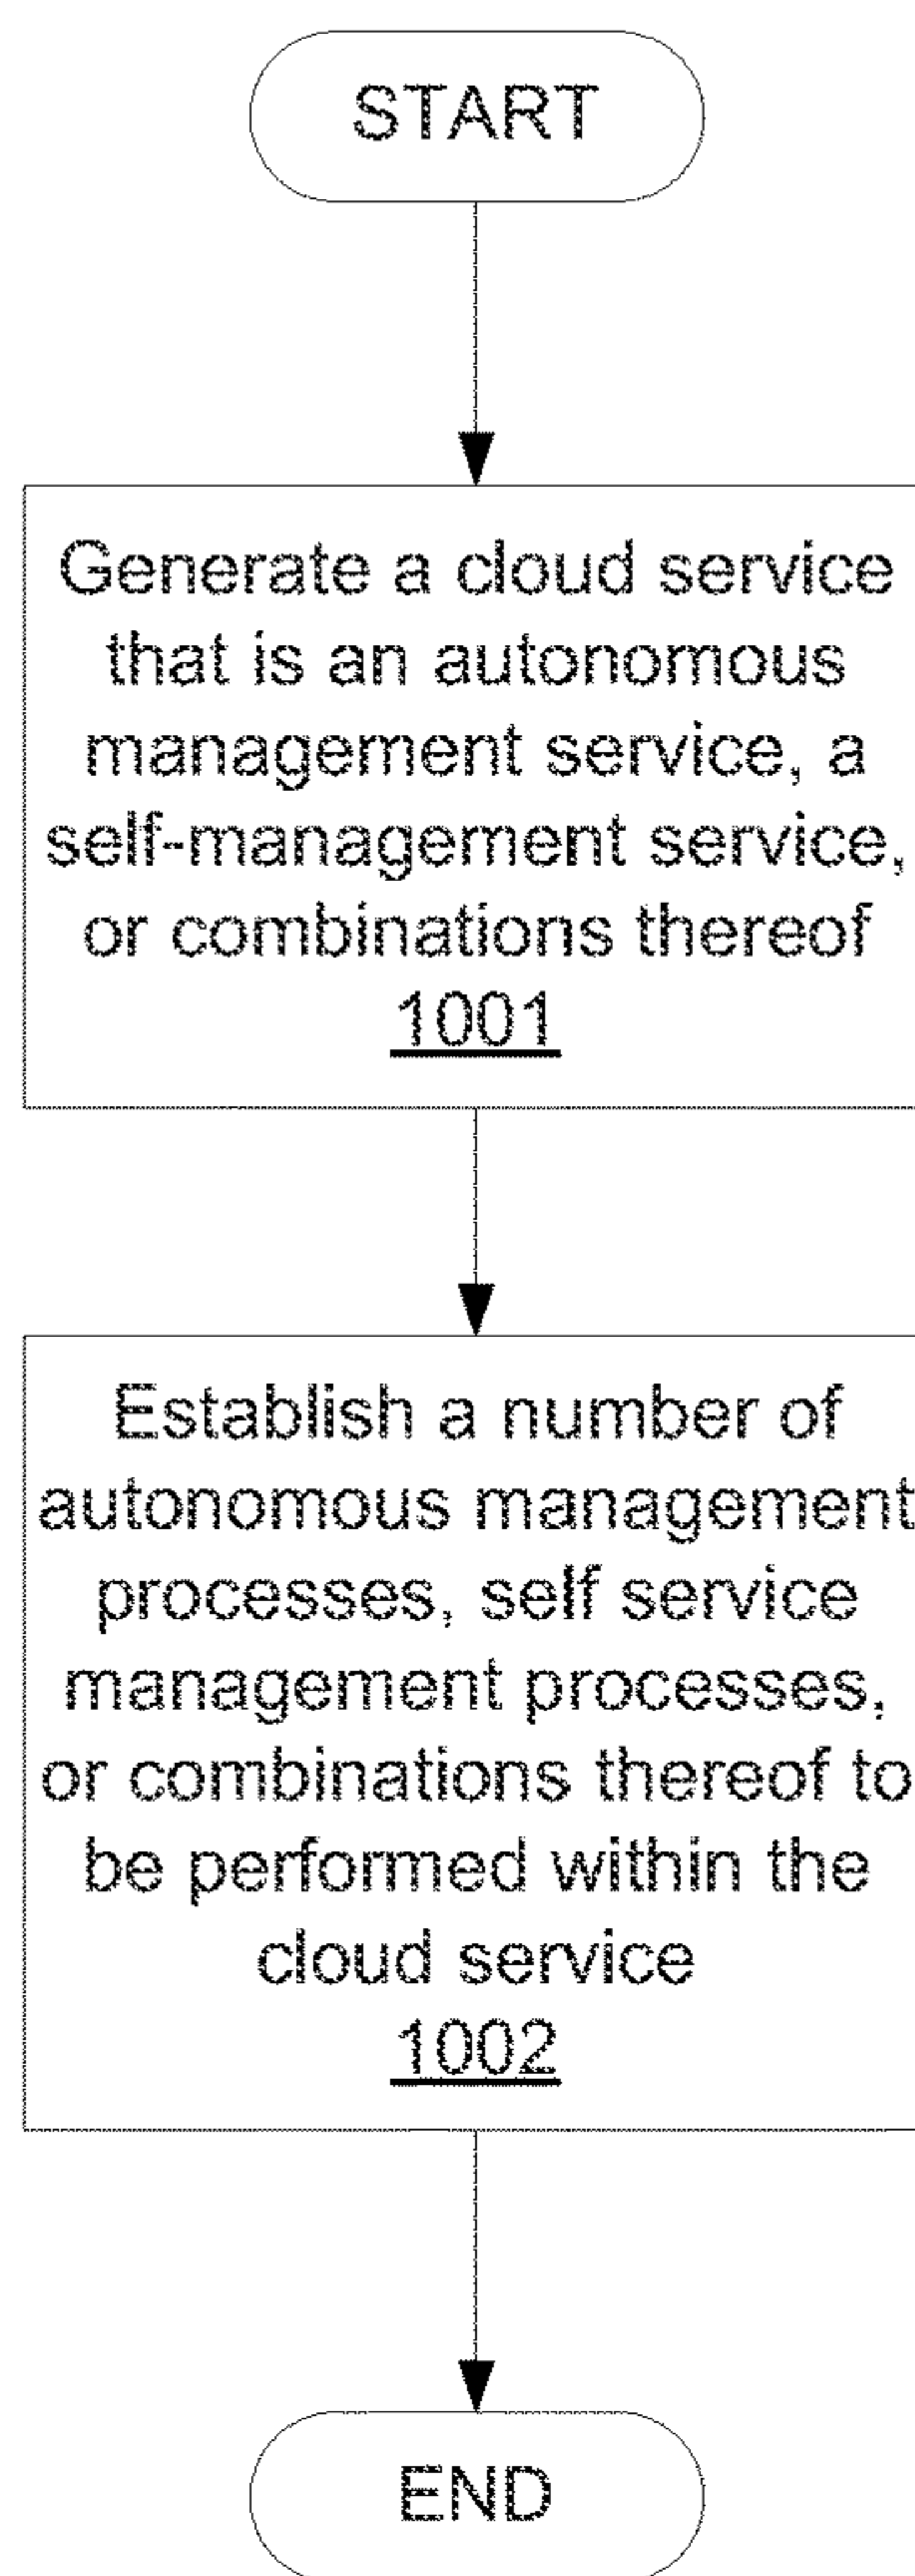 START
Generate a cloud service
that is an autonomous
management service, a
self-management service,
or combinations thereof
1001
Establish a number of
autonomous management
processes, self service
management processes,
or combinations thereof to
be performed within the
cloud service
1002
END